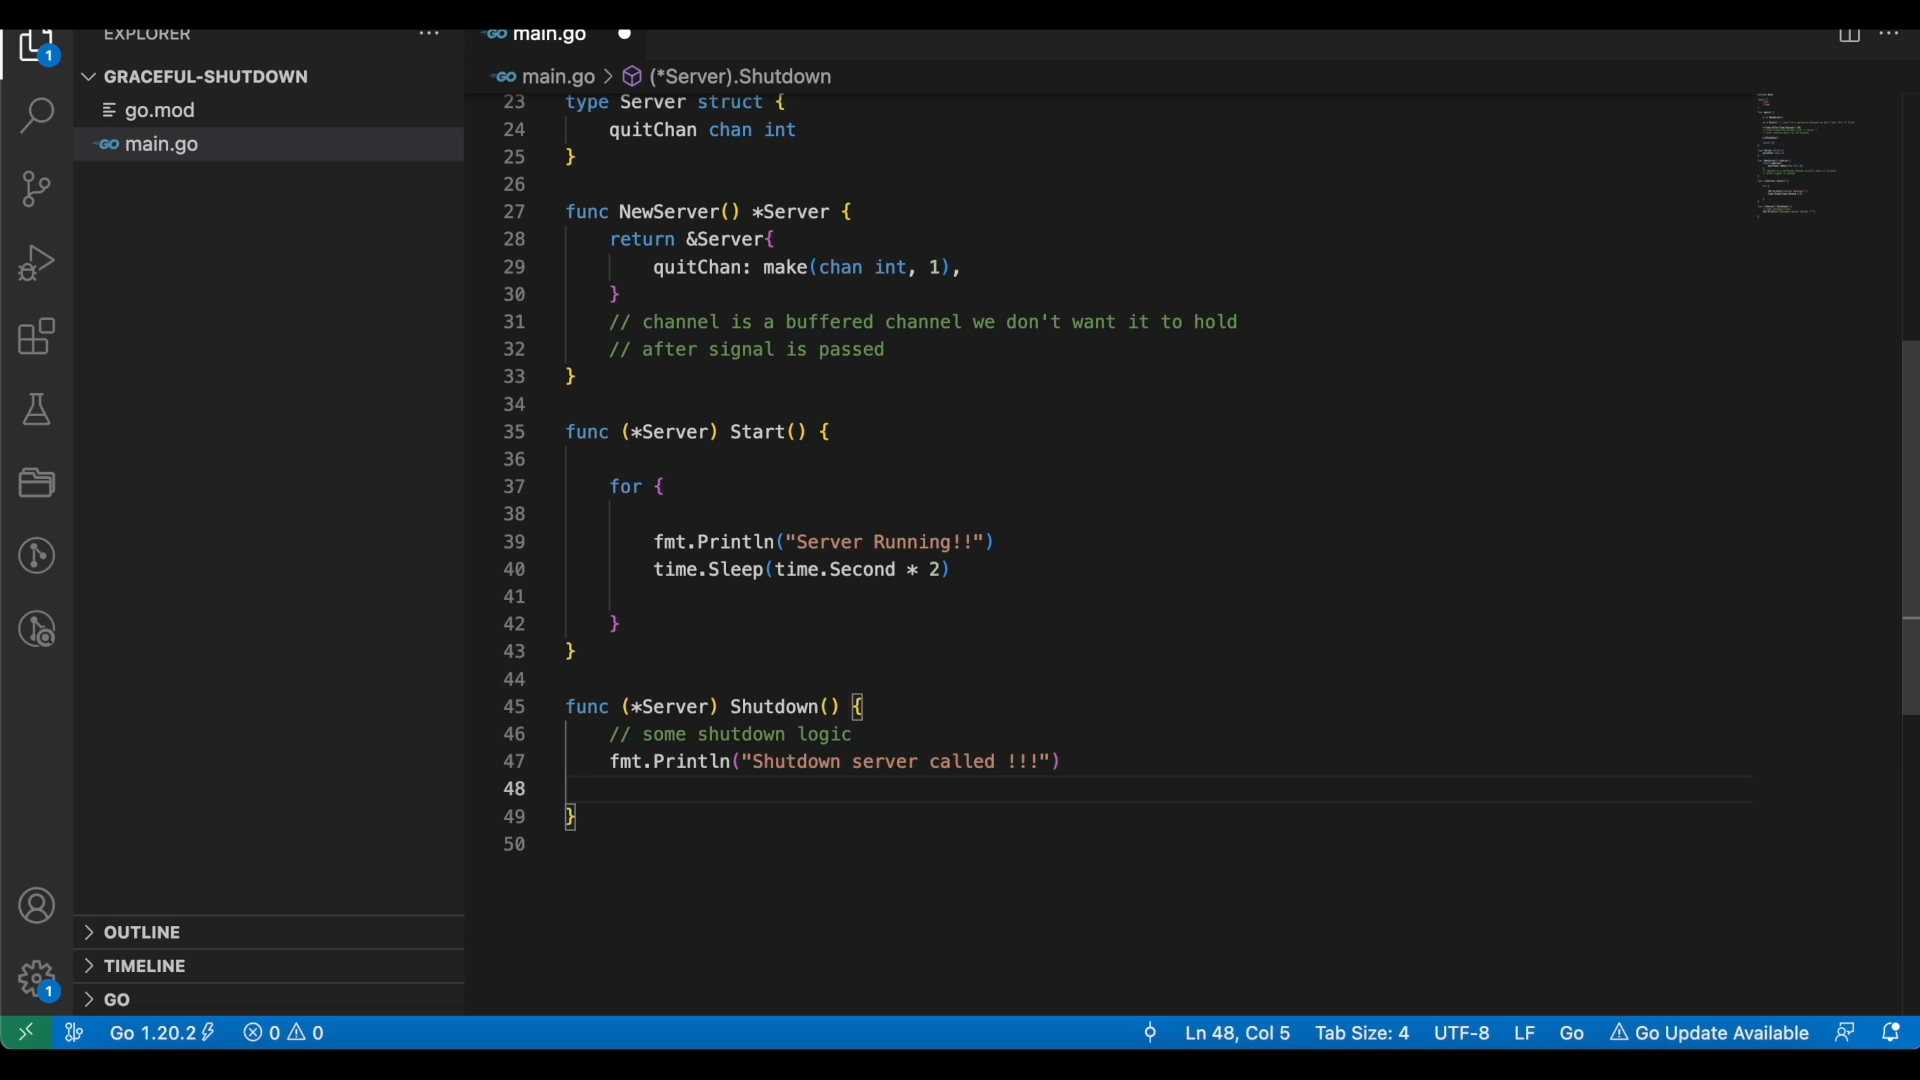 EXPLORER
GRACEFUL-SHUTDOWN
go.mod
main.go
OUTLINE
TIMELINE
GO
main.go
main.go > (*Server).Shutdown
23 type Server struct {
24 quitChan chan int
25 }
26
27 func NewServer() *Server {
28 return &Server{
29 quitChan: make(chan int, 1),
30 }
31 // channel is a buffered channel we don't want it to hold
32 // after signal is passed
33 }
34
35 func (*Server) Start() {
36
37 for {
38
39 fmt.Println("Server Running!!")
40 time.Sleep(time.Second * 2)
41
42 }
43 }
44
45 func (*Server) Shutdown() {
46 // some shutdown logic
47 fmt.Println("Shutdown server called !!!")
48
49 }
50
1
1
Go 1.20.2 0 0 Ln 48, Col 5 Tab Size: 4 UTF-8 LF Go Go Update Available